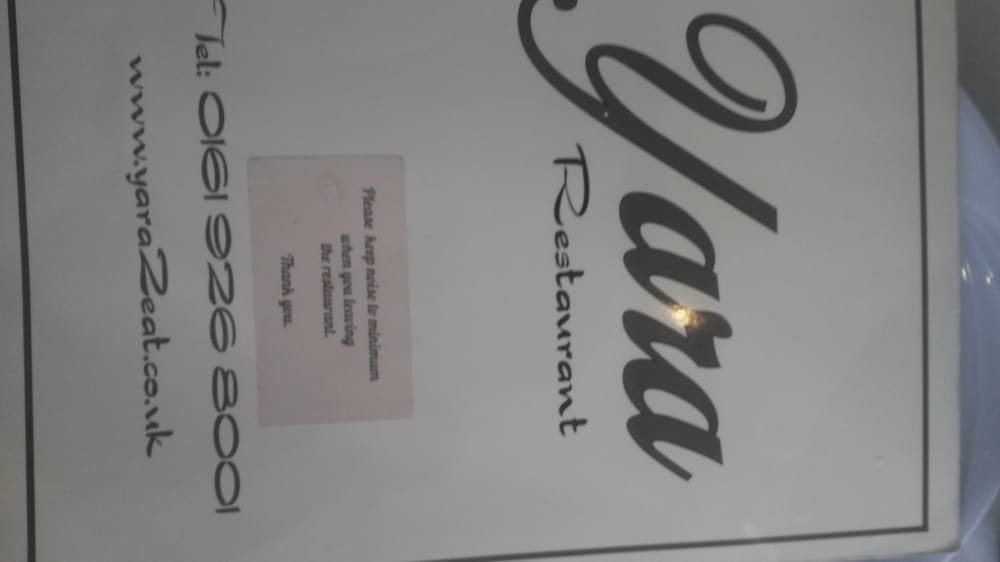 Yara
Restaurant
Please keep noise to minimum
when you leaving
the restaurant.
Thank you.
Tel: 0161 926 8001
www.yara2eat.co.uk